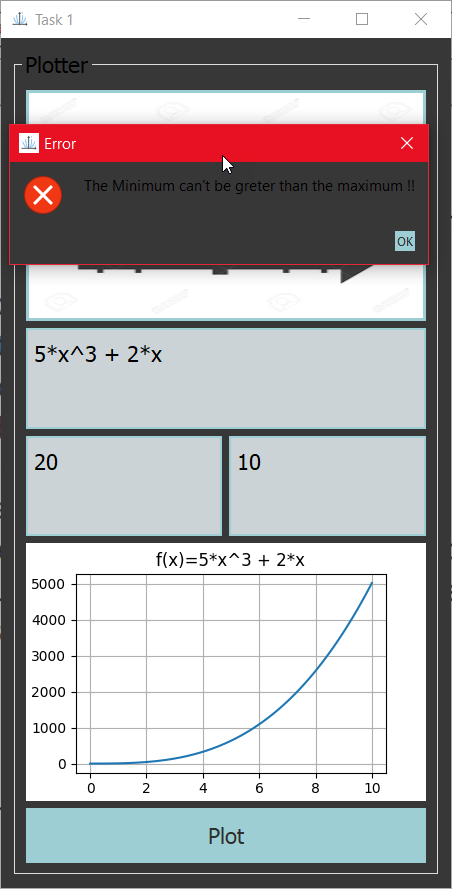 Task 1
Plotter
Error
The Minimum can't be greter than the maximum !!
OK
5*x^3 + 2*x
20
10
f(x)=5*x^3 + 2*x
5000
4000
3000
2000
1000
0
0 2 4 6 8 10
Plot